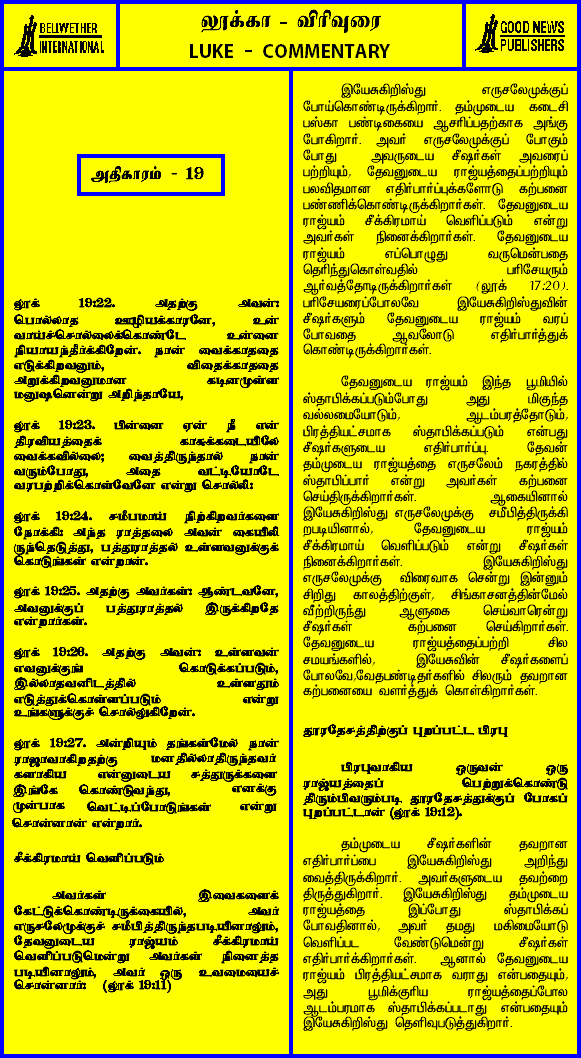 BELWETHER
INTERNATIONAL
லூக்கா - விரிவுரை
LUKE - COMMENTARY
GOOD NEWS
PUBLISHERS
அதிகாரம் - 19
லூக் 19:22. அதற்கு அவன்:
பொல்லாத ஊழியக்காரனே, உன்
வாய்ச்சொல்லைக்கொண்டே உன்னை
நியாயந்தீர்க்கிறேன். நான் வைக்காததை
எடுக்கிறவனும், விதைக்காததை
அறுக்கிறவனுமான கடினமுள்ள
மனுஷனென்று அறிந்தாயே,
லூக் 19:23. பின்னை ஏன் நீ என்
திரவியத்தைக் காசுக்கடையிலே
வைக்கவில்லை; வைத்திருந்தால் நான்
வரும்போது, அதை வட்டியோடே
வரபற்றிக்கொள்வேனே என்று சொல்லி:
லூக் 19:24. சமீபமாய் நிற்கிறவர்களை
நோக்கி: அந்த ராத்தலை அவன் கையிலி
ருந்தெடுத்து, பத்துராத்தல் உள்ளவனுக்குக்
கொடுங்கள் என்றான்.
லூக் 19:25. அதற்கு அவர்கள்: ஆண்டவனே,
அவனுக்குப் பத்துராத்தல் இருக்கிறதே
என்றார்கள்.
லூக் 19:26. அதற்கு அவன்: உள்ளவன்
எவனுக்குங் கொடுக்கப்படும்,
இல்லாதவனிடத்தில் உள்ளதும்
எடுத்துக்கொள்ளப்படும் என்று
உங்களுக்குச் சொல்லுகிறேன்.
லூக் 19:27. அன்றியும் தங்கள்மேல் நான்
ராஜாவாகிறதற்கு மனதில்லாதிருந்தவர்
களாகிய என்னுடைய சத்துருக்களை
இங்கே கொண்டுவந்து, எனக்கு
முன்பாக வெட்டிப்போடுங்கள் என்று
சொன்னான் என்றார்.
சீக்கிரமாய் வெளிப்படும்
அவர்கள் இவைகளைக்
கேட்டுக்கொண்டிருக்கையில், அவர்
எருசலேமுக்குச் சமீபித்திருந்தபடியினாலும்,
தேவனுடைய ராஜ்யம் சீக்கிரமாய்
வெளிப்படுமென்று அவர்கள் நினைத்த
படியினாலும், அவர் ஒரு உவமையைச்
சொன்னார்: (லூக் 19:11)
இயேசுகிறிஸ்து எருசலேமுக்குப்
போய்கொண்டிருக்கிறார். தம்முடைய கடைசி
பஸ்கா பண்டிகையை ஆசரிப்பதற்காக அங்கு
போகிறார். அவர் எருசலேமுக்குப் போகும்
போது அவருடைய சீஷர்கள் அவரைப்
பற்றியும், தேவனுடைய ராஜ்யத்தைப்பற்றியும்
பலவிதமான எதிர்பார்ப்புக்களோடு கற்பனை
பண்ணிக்கொண்டிருக்கிறார்கள். தேவனுடைய
ராஜ்யம் சீக்கிரமாய் வெளிப்படும் என்று
அவர்கள் நினைக்கிறார்கள். தேவனுடைய
ராஜ்யம் எப்பொழுது வருமென்பதை
தெரிந்துகொள்வதில் பரிசேயரும்
ஆர்வத்தோடிருக்கிறார்கள் (லூக் 17:20).
பரிசேயரைப்போலவே இயேசுகிறிஸ்துவின்
சீஷர்களும் தேவனுடைய ராஜ்யம் வரப்
போவதை ஆவலோடு எதிர்பார்த்துக்
கொண்டிருக்கிறார்கள்.
தேவனுடைய ராஜ்யம் இந்த பூமியில்
ஸ்தாபிக்கப்படும்போது அது மிகுந்த
வல்லமையோடும், ஆடம்பரத்தோடும்,
பிரத்தியட்சமாக ஸ்தாபிக்கப்படும் என்பது
சீஷர்களுடைய எதிர்பார்ப்பு. தேவன்
தம்முடைய ராஜ்யத்தை எருசலேம் நகரத்தில்
ஸ்தாபிப்பார் என்று அவர்கள் கற்பனை
செய்திருக்கிறார்கள். ஆகையினால்
இயேசுகிறிஸ்து எருசலேமுக்கு சமீபித்திருக்கி
றபடியினால், தேவனுடைய ராஜ்யம்
சீக்கிரமாய் வெளிப்படும் என்று சீஷர்கள்
நினைக்கிறார்கள். இயேசுகிறிஸ்து
எருசலேமுக்கு விரைவாக சென்று இன்னும்
சிறிது காலத்திற்குள், சிங்காசனத்தின்மேல்
வீற்றிருந்து ஆளுகை செய்வாரென்று
சீஷர்கள் கற்பனை செய்கிறார்கள்.
தேவனுடைய ராஜ்யத்தைப்பற்றி சில
சமயங்களில், இயேசுவின் சீஷர்களைப்
போலவே,வேதபண்டிதர்களில் சிலரும் தவறான
கற்பனையை வளர்த்துக் கொள்கிறார்கள்.
தூரதேசத்திற்குப் புறப்பட்ட பிரபு
பிரபுவாகிய ஒருவன் ஒரு
ராஜ்யத்தைப் பெற்றுக்கொண்டு
திரும்பிவரும்படி தூரதேசத்துக்குப் போகப்
புறப்பட்டான் (லூக் 19:12).
தம்முடைய சீஷர்களின் தவறான
எதிர்பார்ப்பை இயேசுகிறிஸ்து அறிந்து
வைத்திருக்கிறார். அவர்களுடைய தவற்றை
திருத்துகிறார். இயேசுகிறிஸ்து தம்முடைய
ராஜ்யத்தை இப்போது ஸ்தாபிக்கப்
போவதினால், அவர் தமது மகிமையோடு
வெளிப்பட வேண்டுமென்று சீஷர்கள்
எதிர்பார்க்கிறார்கள். ஆனால் தேவனுடைய
ராஜ்யம் பிரத்தியட்சமாக வராது என்பதையும்,
அது பூமிக்குரிய ராஜ்யத்தைப்போல
ஆடம்பரமாக ஸ்தாபிக்கப்படாது என்பதையும்
இயேசுகிறிஸ்து தெளிவுபடுத்துகிறார்.